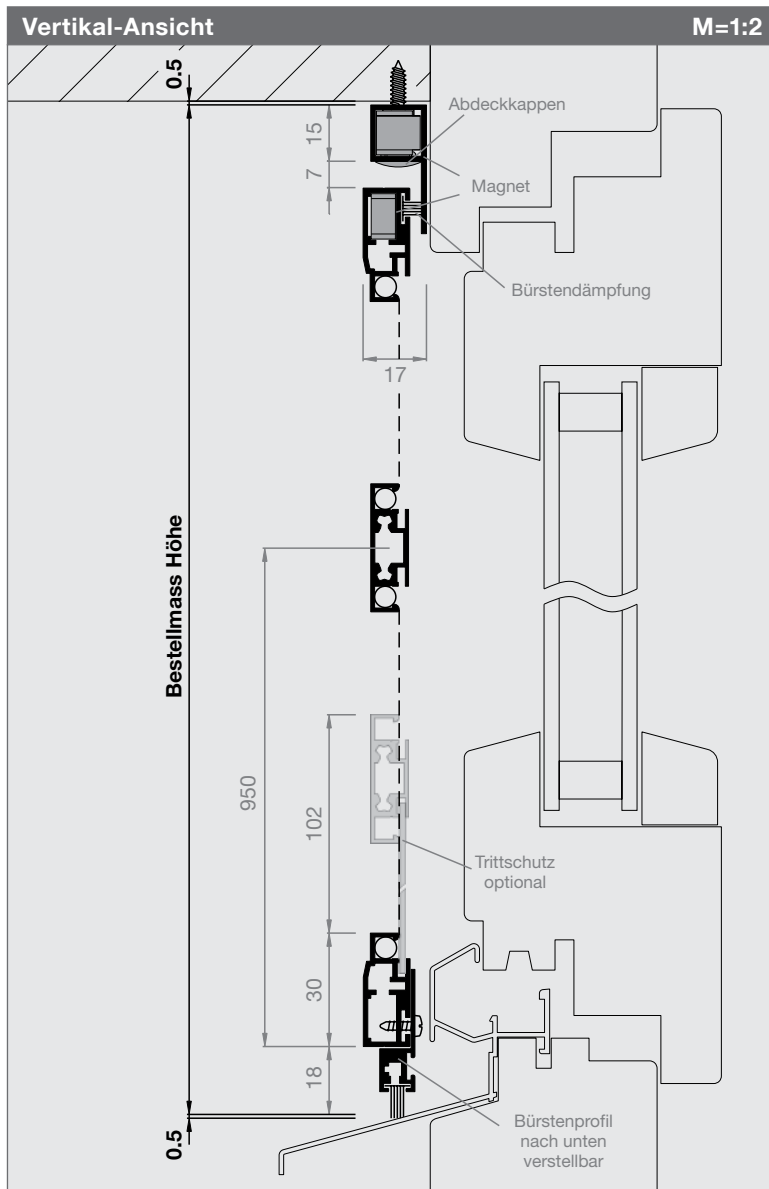 Vertikal-Ansicht M=1:2
0.5
15
7
Abdeckkappen
Magnet
Bürstendämpfung
17
Bestellmass Höhe
950
102
Trittschutz
optional
30
18
0.5
Bürstenprofil
nach unten
verstellbar